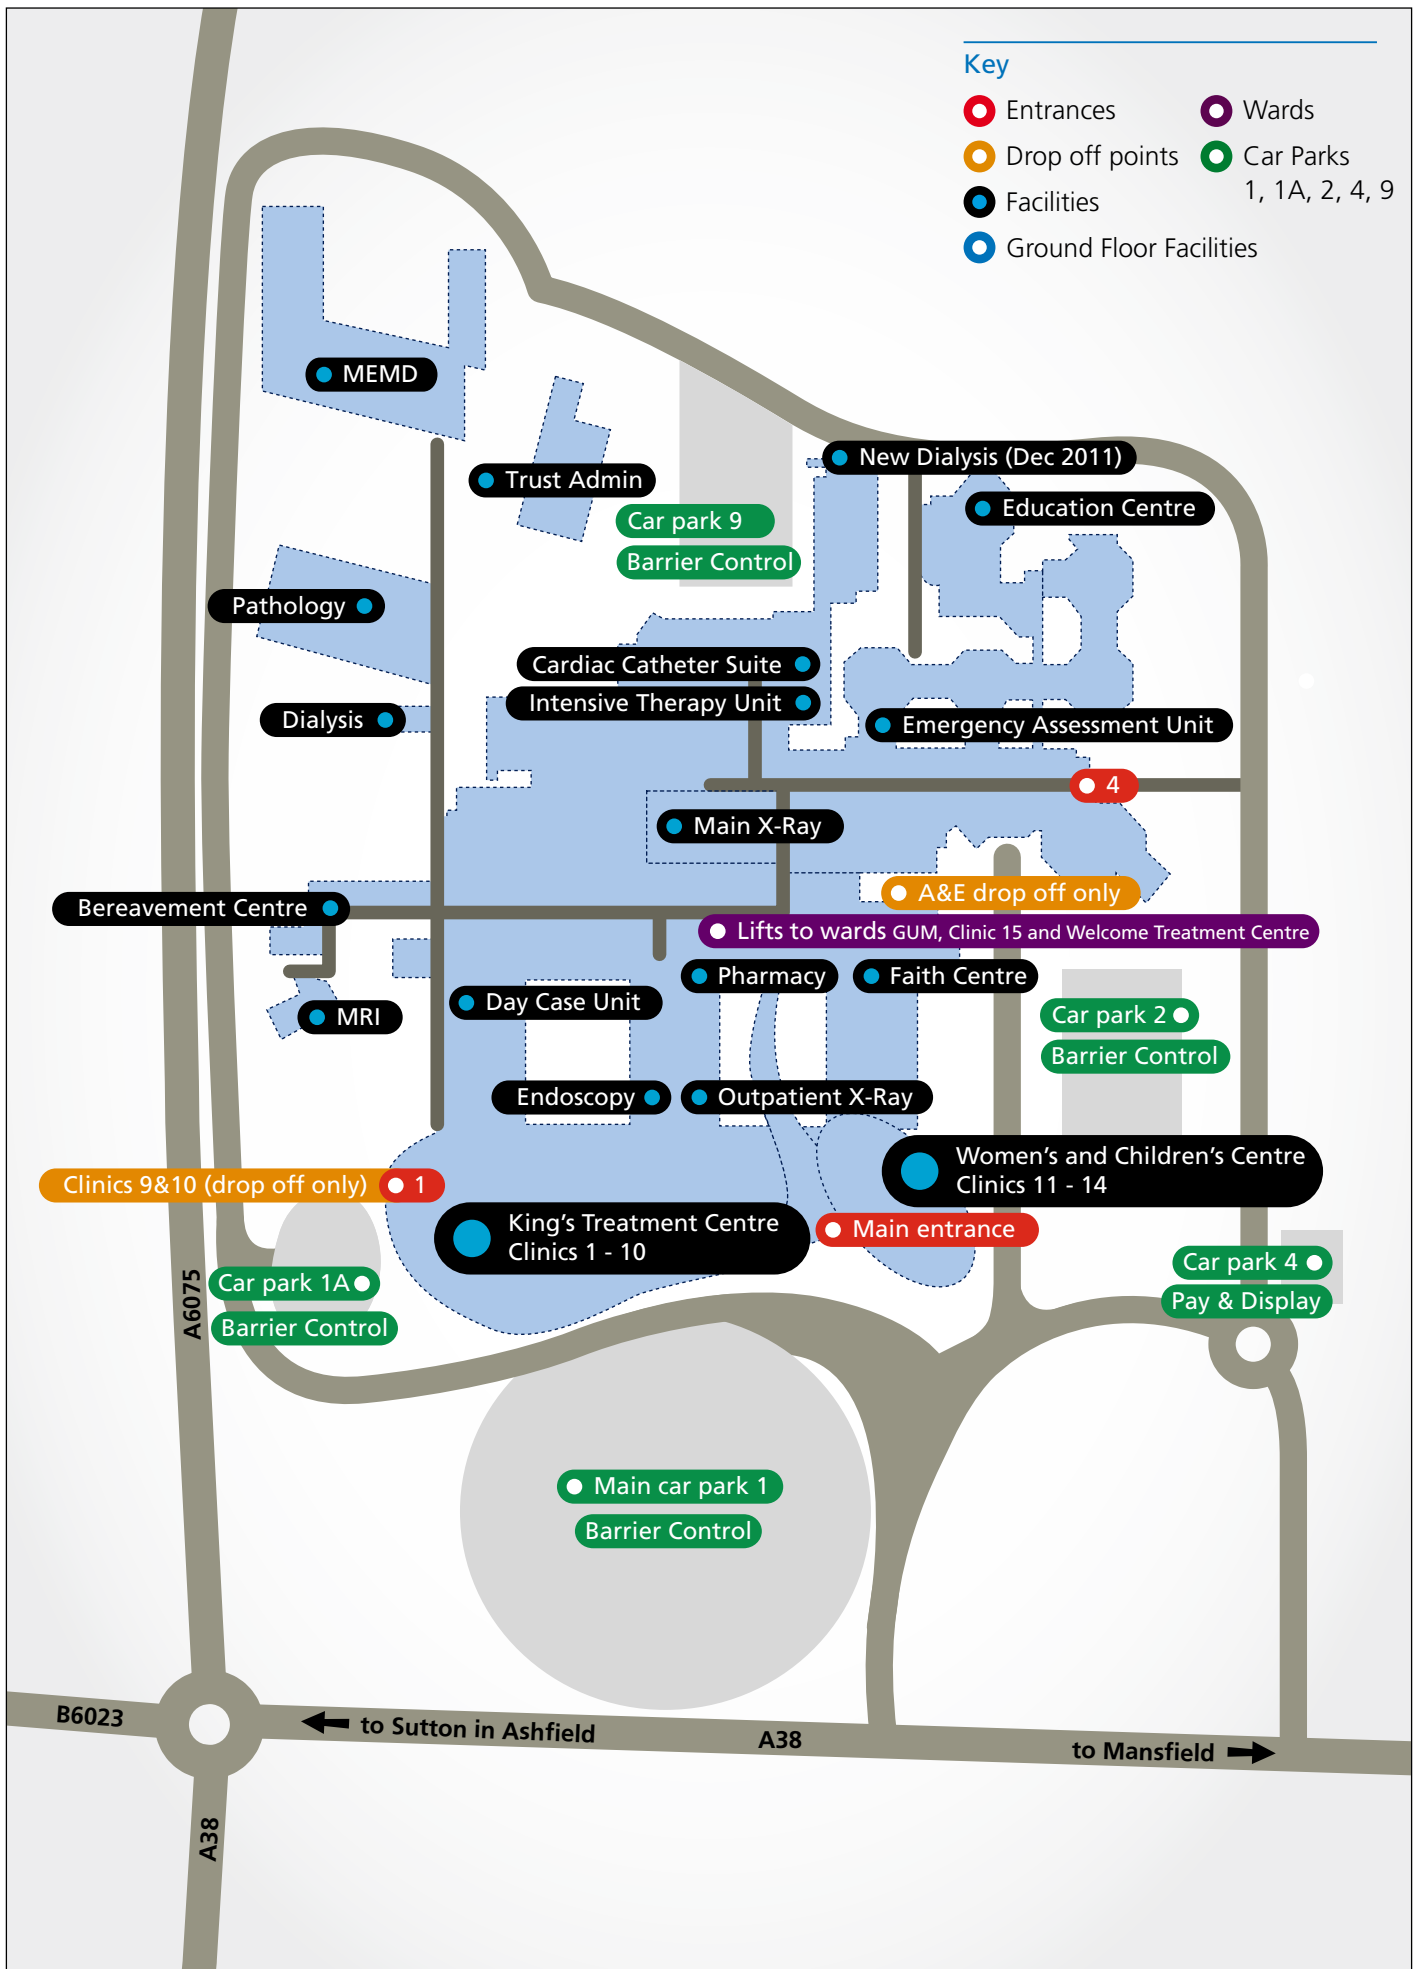 Key
Entrances
Wards
Drop off points
Car Parks
1, 1A, 2, 4, 9
Facilities
Ground Floor Facilities
MEMD
New Dialysis (Dec 2011)
Trust Admin
Education Centre
Car park 9
Barrier Control
Pathology
Cardiac Catheter Suite
Intensive Therapy Unit
Dialysis
Emergency Assessment Unit
4
Main X-Ray
A&E drop off only
Bereavement Centre
Lifts to wards GUM, Clinic 15 and Welcome Treatment Centre
Pharmacy
Faith Centre
Day Case Unit
MRI
Car park 2
Barrier Control
Endoscopy
Outpatient X-Ray
Women's and Children's Centre
Clinics 11 - 14
Clinics 9&10 (drop off only)
1
King's Treatment Centre
Clinics 1 - 10
Main entrance
Car park 4
Pay & Display
Car park 1A
Barrier Control
A6075
Main car park 1
Barrier Control
B6023
to Sutton in Ashfield
A38
to Mansfield
A38